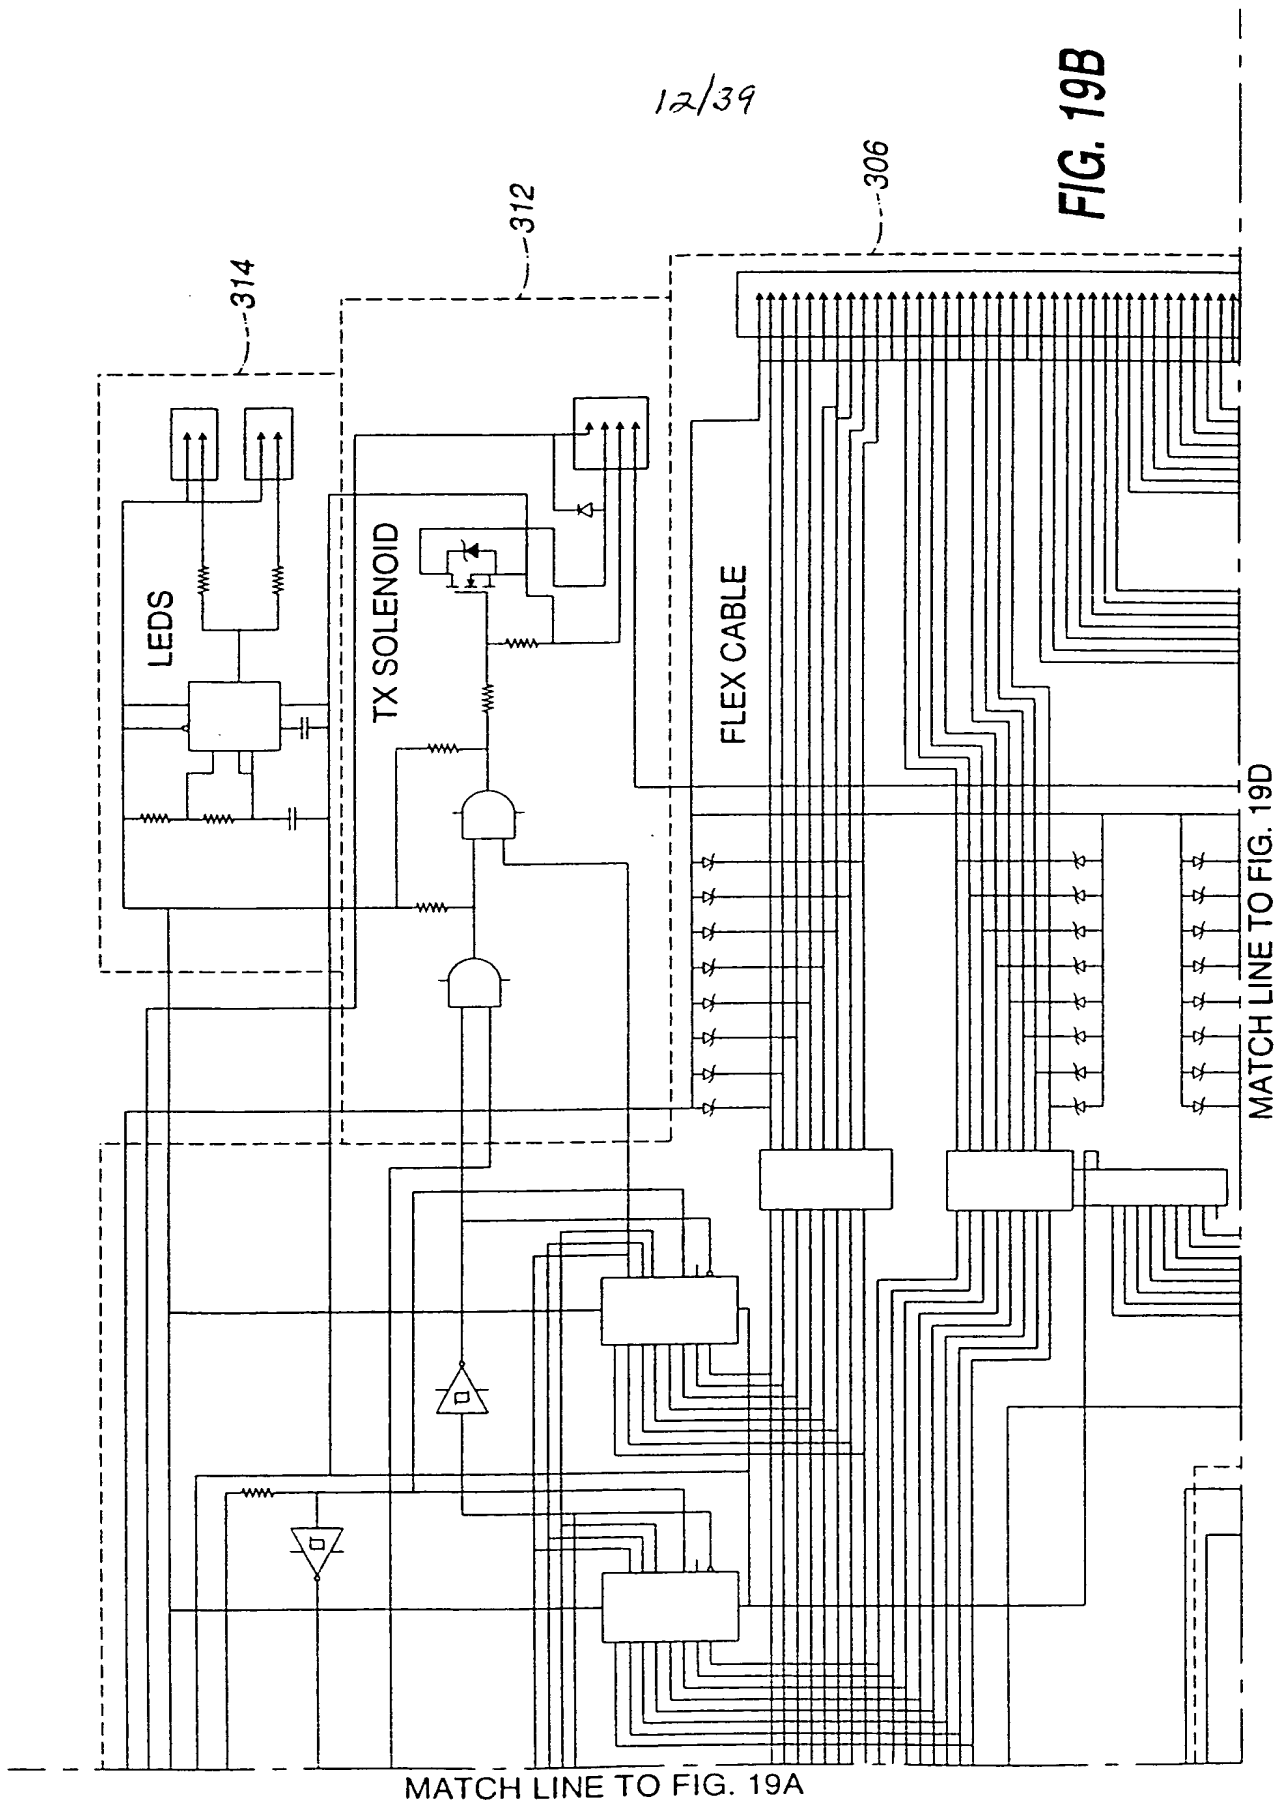 12/39
FIG. 19B
314
312
306
LEDS
TX SOLENOID
FLEX CABLE
MATCH LINE TO FIG. 19D
MATCH LINE TO FIG. 19A